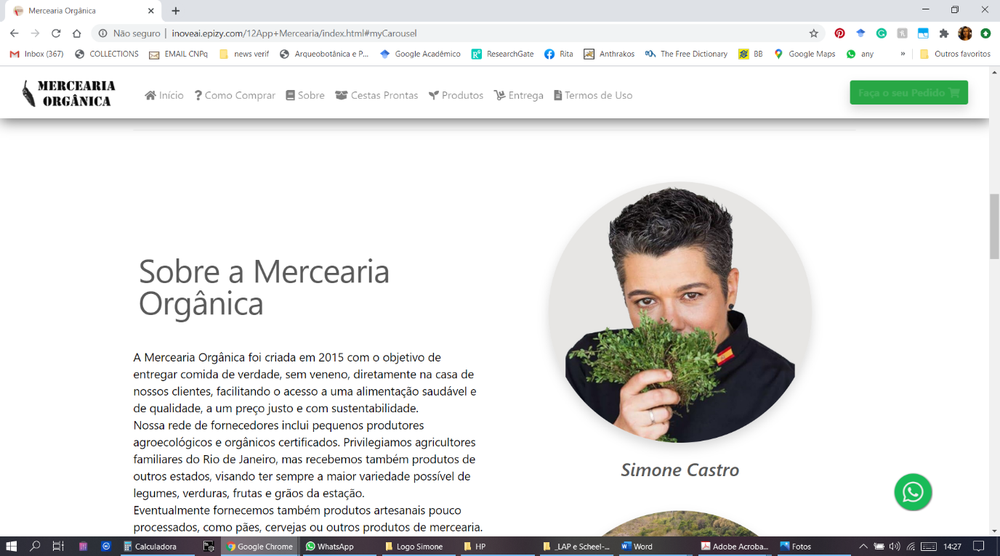 Mercearia Orgânica
Não seguro | inoveai.epizy.com/12App+Mercearia/index.html#myCarousel
Inbox (367) COLLECTIONS EMAIL CNPq news verif Arqueobotânica e P... Google Acadêmico ResearchGate Rita Anthrakos The Free Dictionary BB Google Maps any » Outros favoritos
MERCEARIA
ORGÂNICA
Início Como Comprar Sobre Cestas Prontas Produtos Entrega Termos de Uso Faça o seu Pedido
Sobre a Mercearia
Orgânica
A Mercearia Orgânica foi criada em 2015 com o objetivo de
entregar comida de verdade, sem veneno, diretamente na casa de
nossos clientes, facilitando o acesso a uma alimentação saudável e
de qualidade, a um preço justo e com sustentabilidade.
Nossa rede de fornecedores inclui pequenos produtores
agroecológicos e orgânicos certificados. Privilegiamos agricultores
familiares do Rio de Janeiro, mas recebemos também produtos de
outros estados, visando ter sempre a maior variedade possível de
legumes, verduras, frutas e grãos da estação.
Eventualmente fornecemos também produtos artesanais pouco
processados, como pães, cervejas ou outros produtos de mercearia.
Simone Castro
Calculadora Google Chrome WhatsApp Logo Simone HP _LAP e Scheel-... Word Adobe Acroba... Fotos 14:27